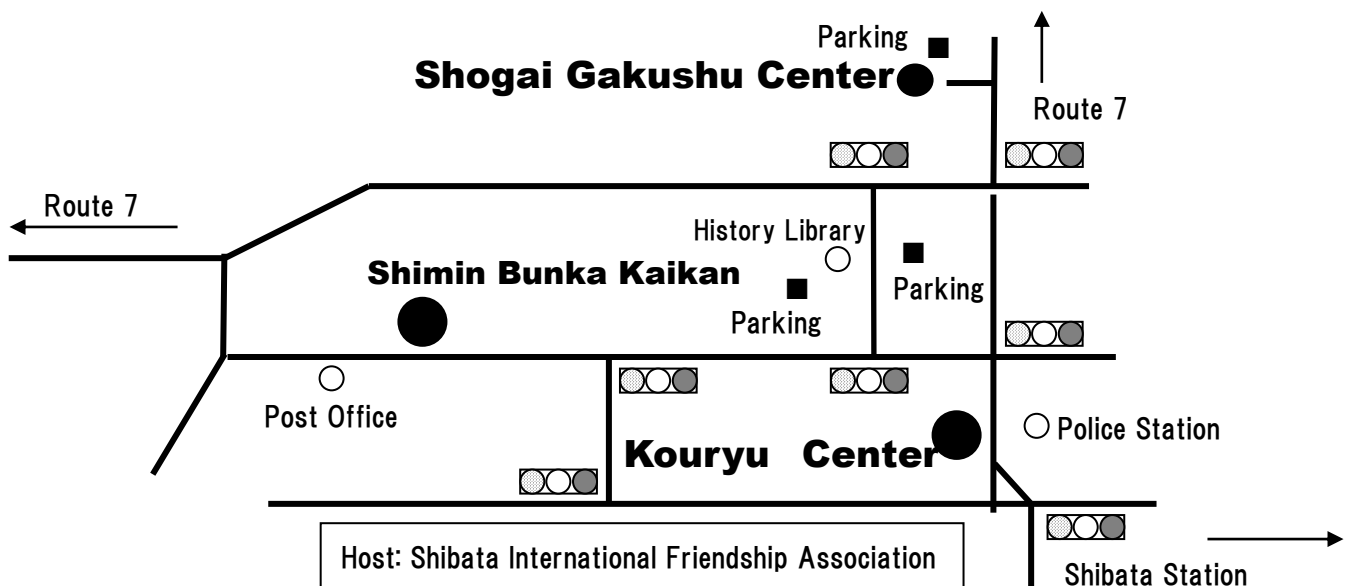 Parking
Shogai Gakushu Center
Route 7
Route 7
History Library
Shimin Bunka Kaikan
Parking
Parking
Post Office
Police Station
Kouryu Center
Host: Shibata International Friendship Association
Shibata Station